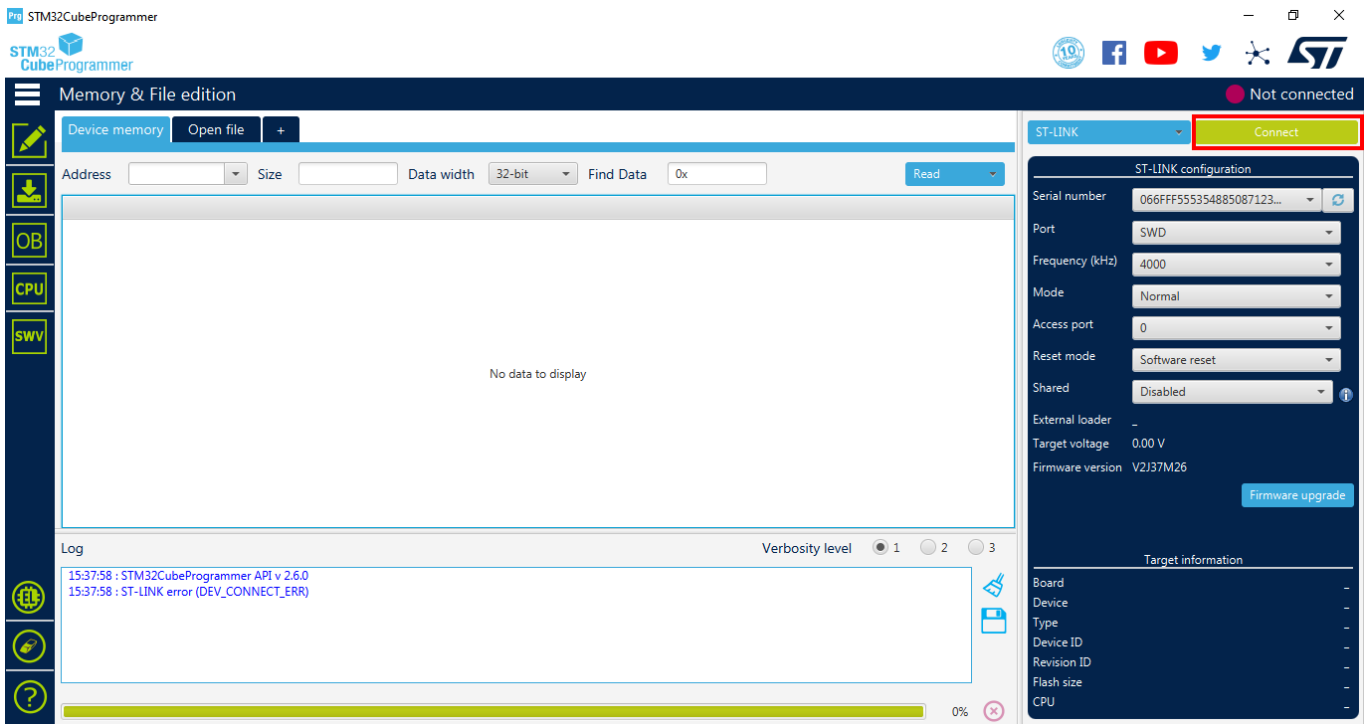 Prg STM32CubeProgrammer
STM32
CubeProgrammer
10
ST
Memory & File edition
Not connected
Device memory Open file +
ST-LINK Connect
Address Size Data width 32-bit Find Data 0x Read
ST-LINK configuration
Serial number 066FFF555354885087123...
Port SWD
Frequency (kHz) 4000
Mode Normal
Access port 0
Reset mode Software reset
Shared Disabled
External loader _
Target voltage 0.00 V
Firmware version V2J37M26
Firmware upgrade
OB
CPU
SWV
No data to display
Log Verbosity level 1 2 3
15:37:58 : STM32CubeProgrammer API v 2.6.0
15:37:58 : ST-LINK error (DEV_CONNECT_ERR)
Target information
Board _
Device _
Type _
Device ID _
Revision ID _
Flash size _
CPU _
0%
?